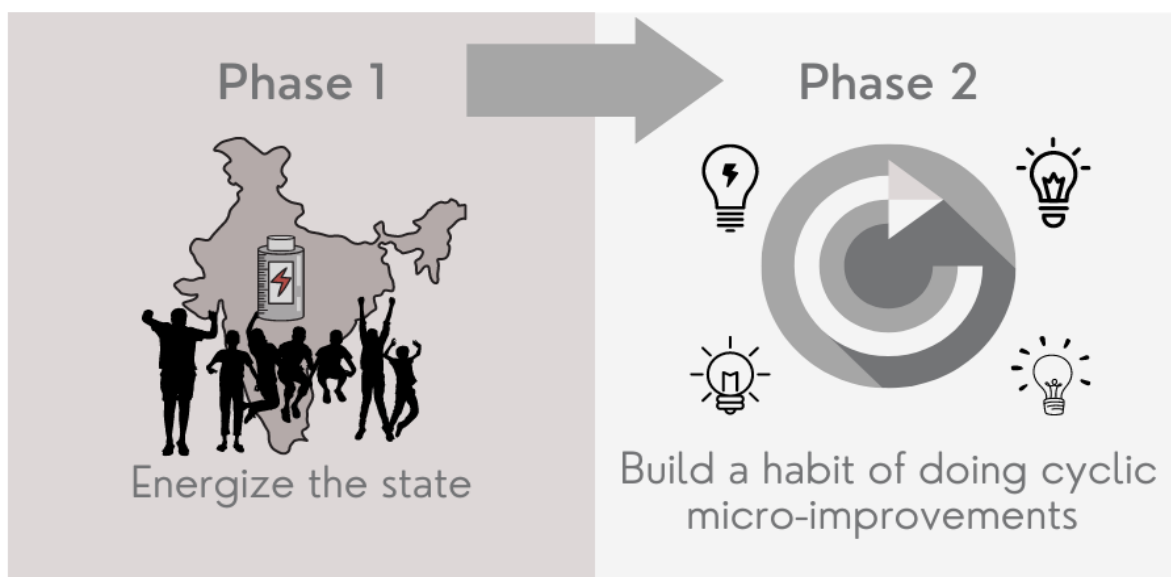 Phase 1
Energize the state
Phase 2
Build a habit of doing cyclic
micro-improvements